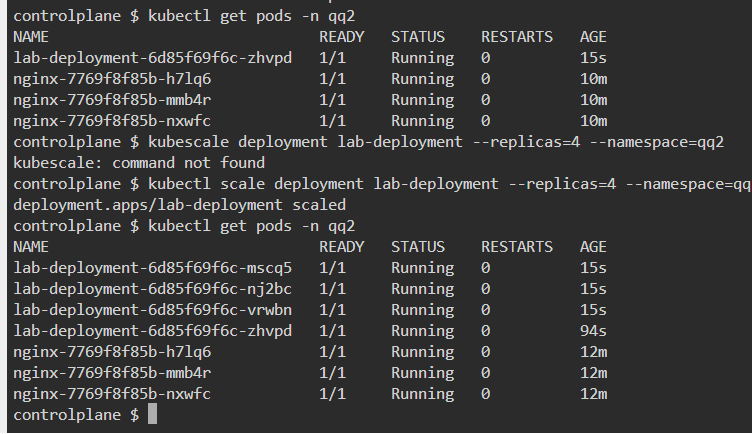 controlplane $ kubectl get pods -n qq2
NAME                              READY   STATUS    RESTARTS   AGE
lab-deployment-6d85f69f6c-zhvpd   1/1     Running   0          15s
nginx-7769f8f85b-h7lq6            1/1     Running   0          10m
nginx-7769f8f85b-mmb4r            1/1     Running   0          10m
nginx-7769f8f85b-nxwfc            1/1     Running   0          10m
controlplane $ kubescale deployment lab-deployment --replicas=4 --namespace=qq2
kubescale: command not found
controlplane $ kubectl scale deployment lab-deployment --replicas=4 --namespace=qq
deployment.apps/lab-deployment scaled
controlplane $ kubectl get pods -n qq2
NAME                              READY   STATUS    RESTARTS   AGE
lab-deployment-6d85f69f6c-mscq5   1/1     Running   0          15s
lab-deployment-6d85f69f6c-nj2bc   1/1     Running   0          15s
lab-deployment-6d85f69f6c-vrwbn   1/1     Running   0          15s
lab-deployment-6d85f69f6c-zhvpd   1/1     Running   0          94s
nginx-7769f8f85b-h7lq6            1/1     Running   0          12m
nginx-7769f8f85b-mmb4r            1/1     Running   0          12m
nginx-7769f8f85b-nxwfc            1/1     Running   0          12m
controlplane $